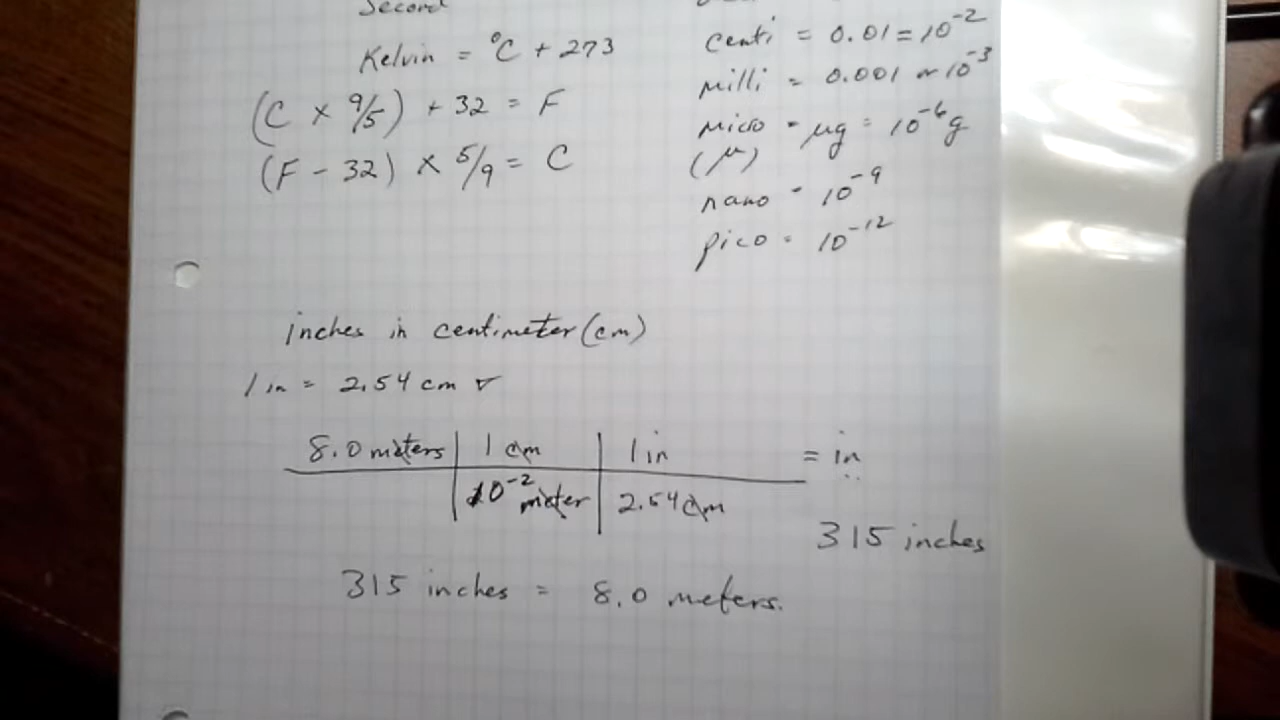 Second
Kelvin = °C + 273
(C x 9/5) + 32 = F
(F - 32) x 5/9 = C
centi = 0.01 = 10⁻²
milli = 0.001 or 10⁻³
micro = μg = 10⁻⁶g
(μ)
nano = 10⁻⁹
pico = 10⁻¹²
inches in centimeter (cm)
1 in = 2.54 cm
8.0 meters | 1 cm | 1 in = in
10⁻² meter | 2.54 cm
315 inches
315 inches = 8.0 meters.